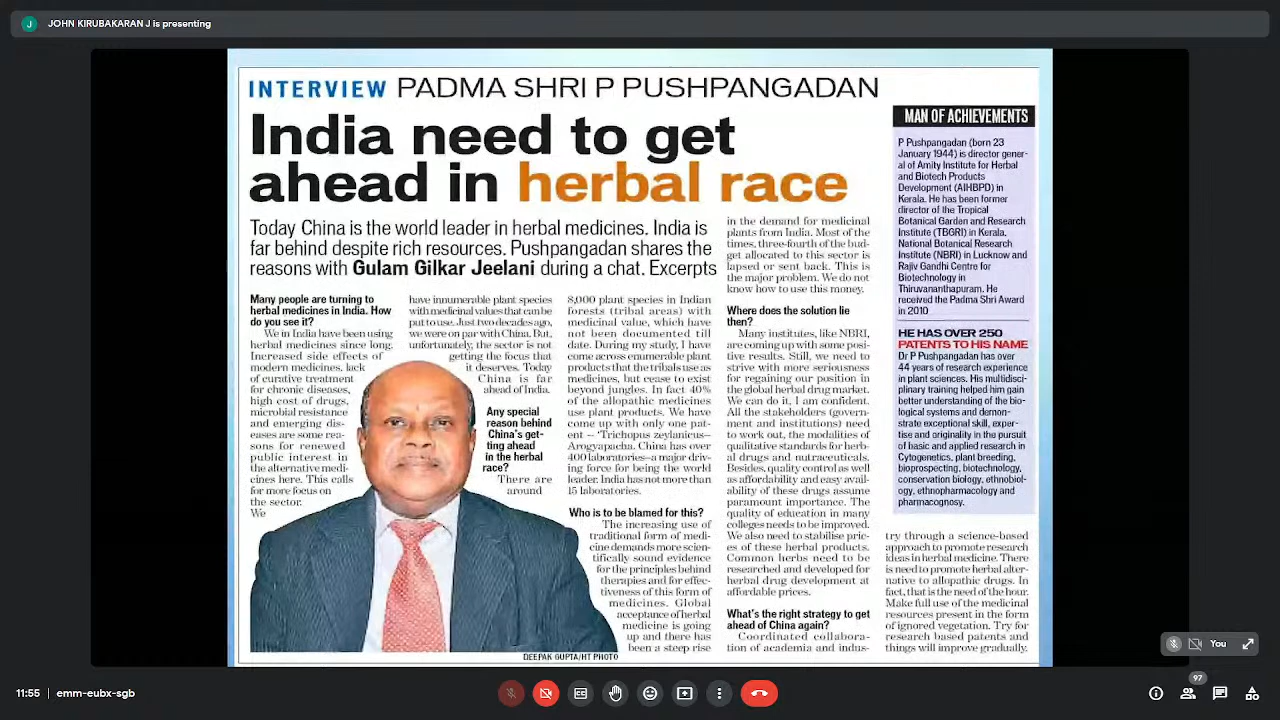 J JOHN KIRUBAKARAN J is presenting
INTERVIEW PADMA SHRI P PUSHPANGADAN
India need to get
ahead in herbal race
Today China is the world leader in herbal medicines. India is
far behind despite rich resources. Pushpangadan shares the
reasons with Gulam Gilkar Jeelani during a chat. Excerpts
Many people are turning to
herbal medicines in India. How
do you see it?
We in India have been using
herbal medicines since long.
Increased side effects of
modern medicines, lack
of curative treatment
for chronic diseases,
high cost of drugs,
microbial resistance
and emerging dis-
eases are some rea-
sons for renewed
public interest in
the alternative medi-
cines here. This calls
for more focus on
the sector.
We
have innumerable plant species
with medicinal values that can be
put to use. Just two decades ago,
we were on par with China. But,
unfortunately, the sector is not
getting the focus that
it deserves. Today
China is far
ahead of India.
Any special
reason behind
China's get-
ting ahead
in the herbal
race?
There are
around
8,000 plant species in Indian
forests (tribal areas) with
medicinal value, which have
not been documented till
date. During my study, I have
come across enumerable plant
products that the tribals use as
medicines, but cease to exist
beyond jungles. In fact 40%
of the allopathic medicines
use plant products. We have
come up with only one pat-
ent – 'Trichopus zeylanicus–
Arogyapacha. China has over
400 laboratories–a major driv-
ing force for being the world
leader. India has not more than
15 laboratories.
Who is to be blamed for this?
The increasing use of
traditional form of medi-
cine demands more scien-
tifically sound evidence
for the principles behind
therapies and for effec-
tiveness of this form of
medicines. Global
acceptance of herbal
medicine is going
up and there has
been a steep rise
in the demand for medicinal
plants from India. Most of the
times, three-fourth of the bud-
get allocated to this sector is
lapsed or sent back. This is
the major problem. We do not
know how to use this money.
Where does the solution lie
then?
Many institutes, like NBRI,
are coming up with some posi-
tive results. Still, we need to
strive with more seriousness
for regaining our position in
the global herbal drug market.
We can do it, I am confident.
All the stakeholders (govern-
ment and institutions) need
to work out, the modalities of
qualitative standards for herb-
al drugs and nutraceuticals.
Besides, quality control as well
as affordability and easy avail-
ability of these drugs assume
paramount importance. The
quality of education in many
colleges needs to be improved.
We also need to stabilise pric-
es of these herbal products.
Common herbs need to be
researched and developed for
herbal drug development at
affordable prices.
What's the right strategy to get
ahead of China again?
Coordinated collabora-
tion of academia and indus-
try through a science-based
approach to promote research
ideas in herbal medicine. There
is need to promote herbal alter-
native to allopathic drugs. In
fact, that is the need of the hour.
Make full use of the medicinal
resources present in the form
of ignored vegetation. Try for
research based patents and
things will improve gradually.
MAN OF ACHIEVEMENTS
P Pushpangadan (born 23
January 1944) is director gener-
al of Amity Institute for Herbal
and Biotech Products
Development (AIHBPD) in
Kerala. He has been former
director of the Tropical
Botanical Garden and Research
Institute (TBGRI) in Kerala.
National Botanical Research
Institute (NBRI) in Lucknow and
Rajiv Gandhi Centre for
Biotechnology in
Thiruvananthapuram. He
received the Padma Shri Award
in 2010
HE HAS OVER 250
PATENTS TO HIS NAME
Dr P Pushpangadan has over
44 years of research experience
in plant sciences. His multidisci-
plinary training helped him gain
better understanding of the bio-
logical systems and demon-
strate exceptional skill, exper-
tise and originality in the pursuit
of basic and applied research in
Cytogenetics, plant breeding,
bioprospecting, biotechnology,
conservation biology, ethnobiol-
ogy, ethnopharmacology and
pharmacognosy.
DEEPAK GUPTA/HT PHOTO
You
11:55 | emm-eubx-sgb
97